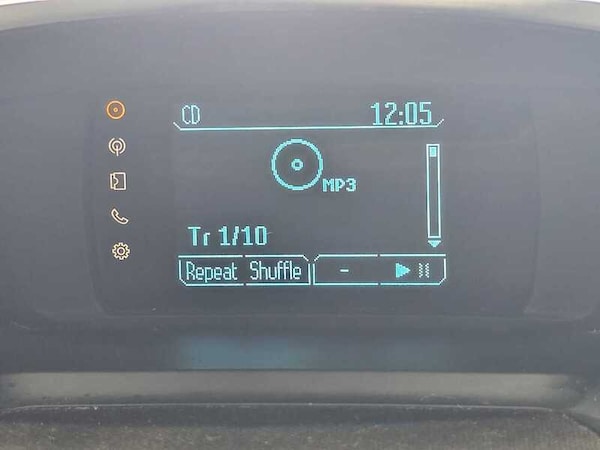 CD 12:05
MP3
Tr 1/10
Repeat Shuffle -